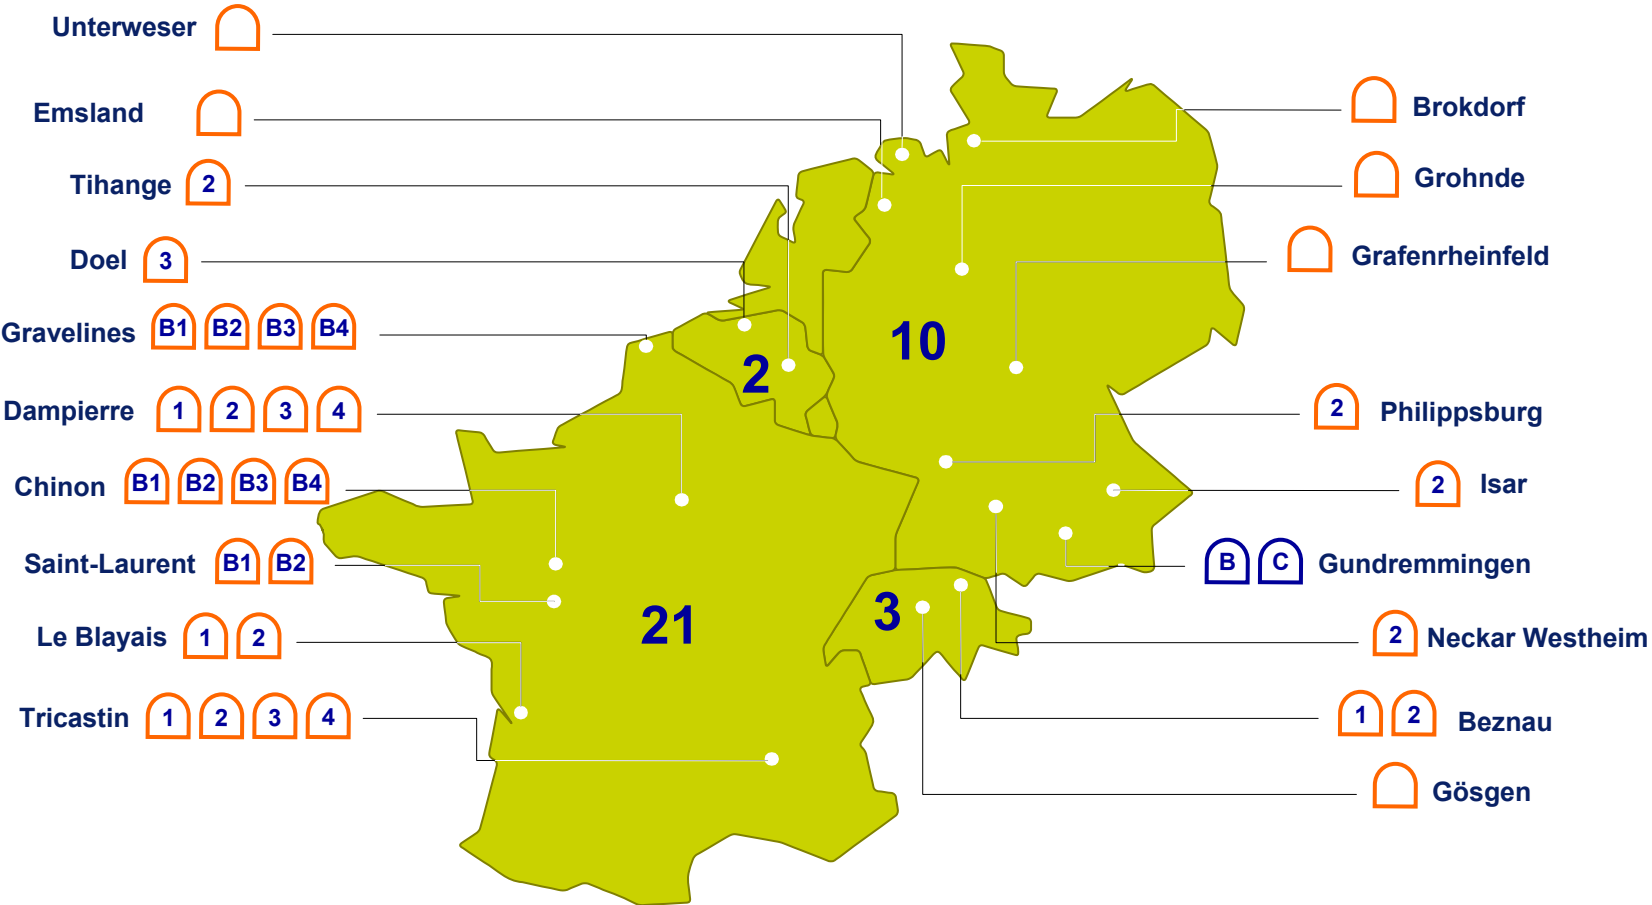 Unterweser
Emsland
Tihange 2
Doel 3
Gravelines B1 B2 B3 B4
Dampierre 1 2 3 4
Chinon B1 B2 B3 B4
Saint-Laurent B1 B2
Le Blayais 1 2
Tricastin 1 2 3 4
10
2
21
3
Brokdorf
Grohnde
Grafenrheinfeld
2 Philippsburg
2 Isar
B C Gundremmingen
2 Neckar Westheim
1 2 Beznau
Gösgen